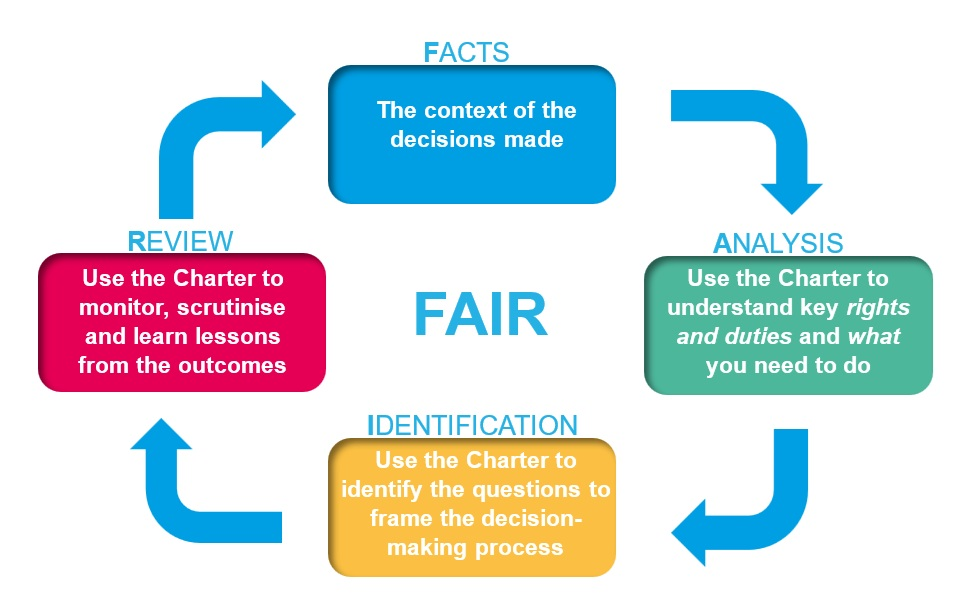 FACTS
The context of the
decisions made
ANALYSIS
Use the Charter to
understand key rights
and duties and what
you need to do
IDENTIFICATION
Use the Charter to
identify the questions to
frame the decision-
making process
REVIEW
Use the Charter to
monitor, scrutinise
and learn lessons
from the outcomes
FAIR